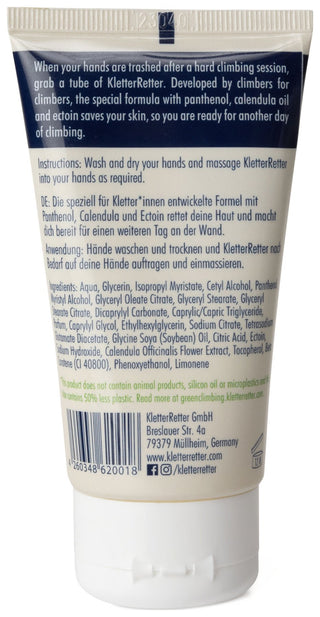 23040
When your hands are trashed after a hard climbing session,
grab a tube of KletterRetter. Developed by climbers for
climbers, the special formula with panthenol, calendula oil
and ectoin saves your skin, so you are ready for another day
of climbing.
Instructions: Wash and dry your hands and massage KletterRetter
into your hands as required.
DE: Die speziell für Kletter*innen entwickelte Formel mit
Panthenol, Calendula und Ectoin rettet deine Haut und macht
dich bereit für einen weiteren Tag an der Wand.
Anwendung: Hände waschen und trocknen und KletterRetter nach
Bedarf auf deine Hände auftragen und einmassieren.
Ingredients: Aqua, Glycerin, Isopropyl Myristate, Cetyl Alcohol, Panthenol
Myristyl Alcohol, Glyceryl Oleate Citrate, Glyceryl Stearate, Glyceryl
Stearate Citrate, Dicaprylyl Carbonate, Caprylic/Capric Triglyceride,
Parfum, Caprylyl Glycol, Ethylhexylglycerin, Sodium Citrate, Tetrasodium
Glutamate Diacetate, Glycine Soya (Soybean) Oil, Citric Acid, Ectoin,
Sodium Hydroxide, Calendula Officinalis Flower Extract, Tocopherol, Beta
Carotene (CI 40800), Phenoxyethanol, Limonene
This product does not contain animal products, silicon oil or microplastics and the
tube contains 50% less plastic. Read more at greenclimbing.kletterretter.
KletterRetter GmbH
Breslauer Str. 4a
79379 Müllheim, Germany
www.kletterretter.com
/kletterretter
4 260348 620018